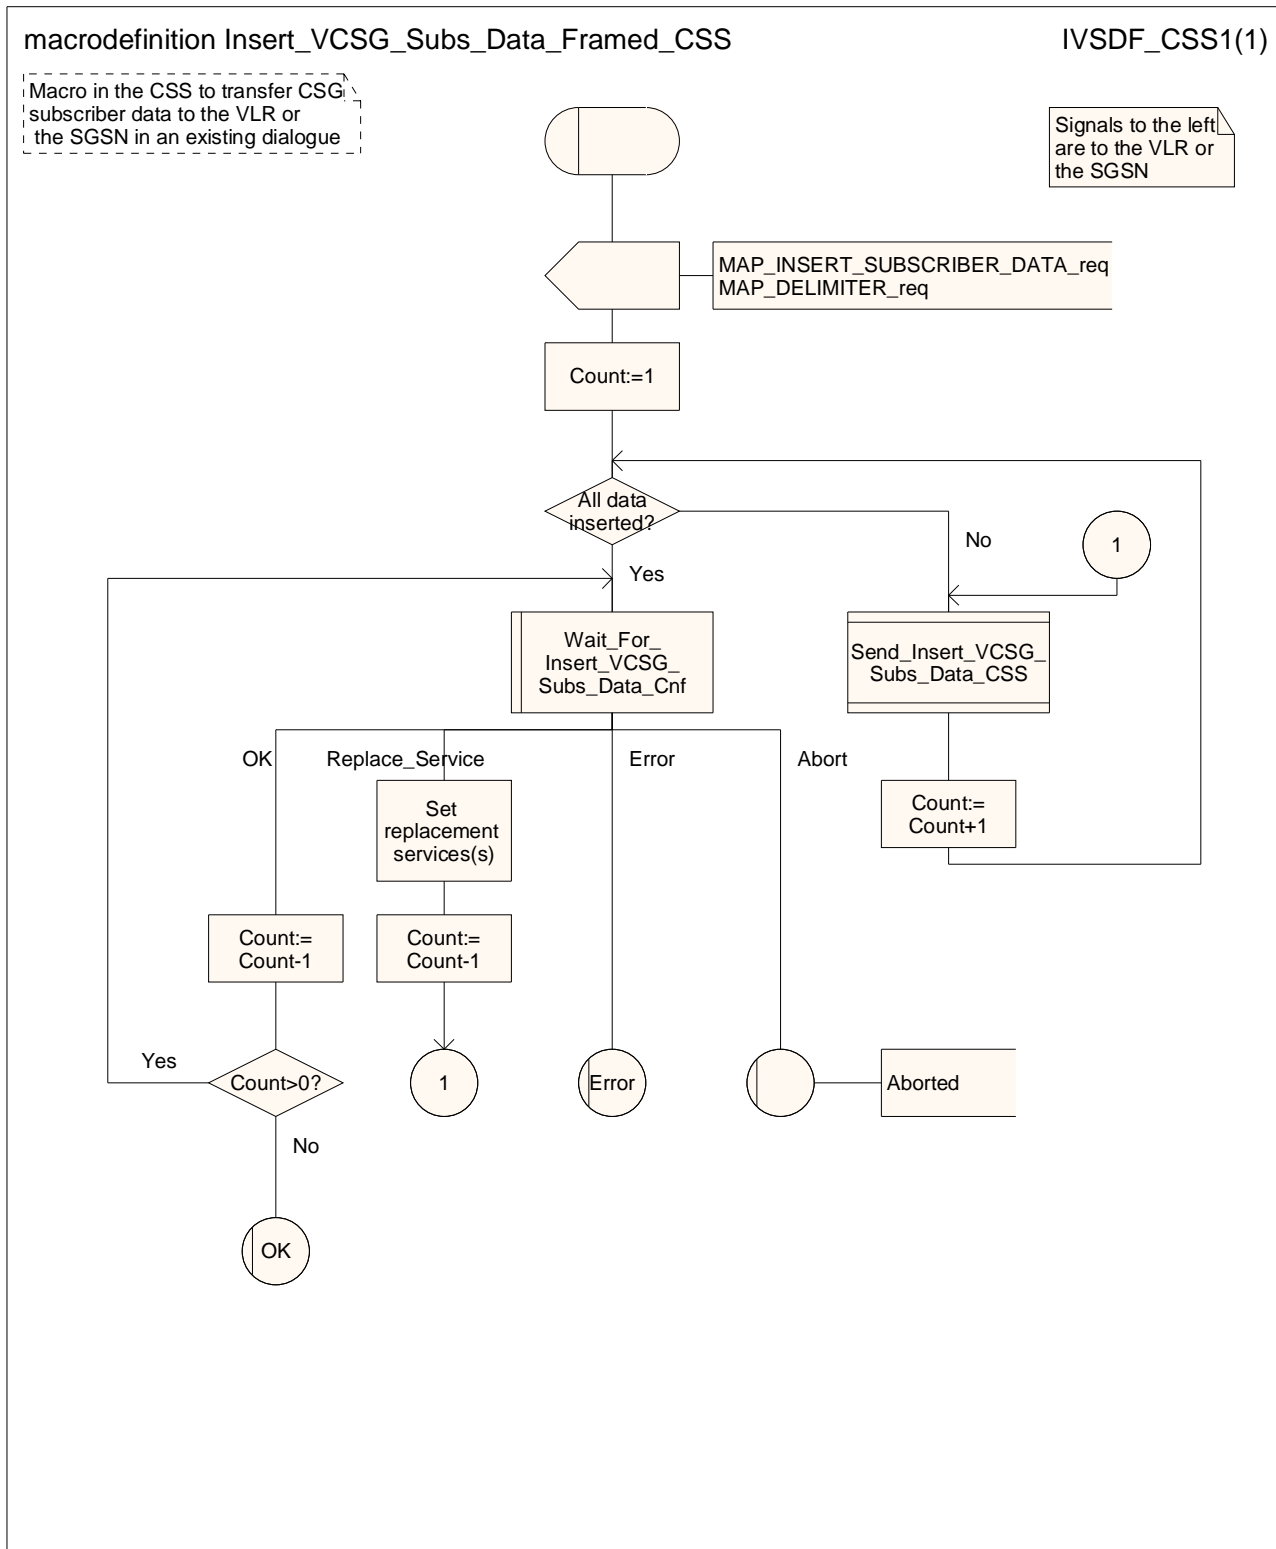 macrodefinition Insert_VCSG_Subs_Data_Framed_CSS
IVSDF_CSS1(1)
Macro in the CSS to transfer CSG
subscriber data to the VLR or
the SGSN in an existing dialogue
Signals to the left
are to the VLR or
the SGSN
MAP_INSERT_SUBSCRIBER_DATA_req
MAP_DELIMITER_req
Count:=1
All data
inserted?
No
1
Yes
Wait_For_
Insert_VCSG_
Subs_Data_Cnf
Send_Insert_VCSG_
Subs_Data_CSS
OK
Replace_Service
Error
Abort
Set
replacement
services(s)
Count:=
Count+1
Count:=
Count-1
Count:=
Count-1
Yes
Count>0?
1
Error
Aborted
No
OK